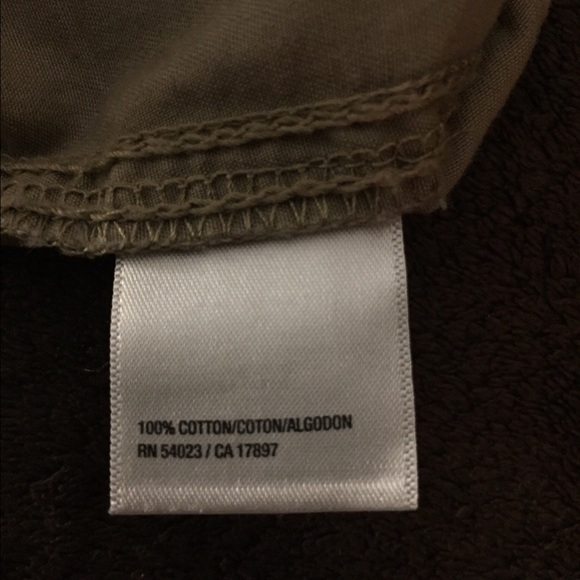 100% COTTON/COTON/ALGODON
RN 54023 / CA 17897